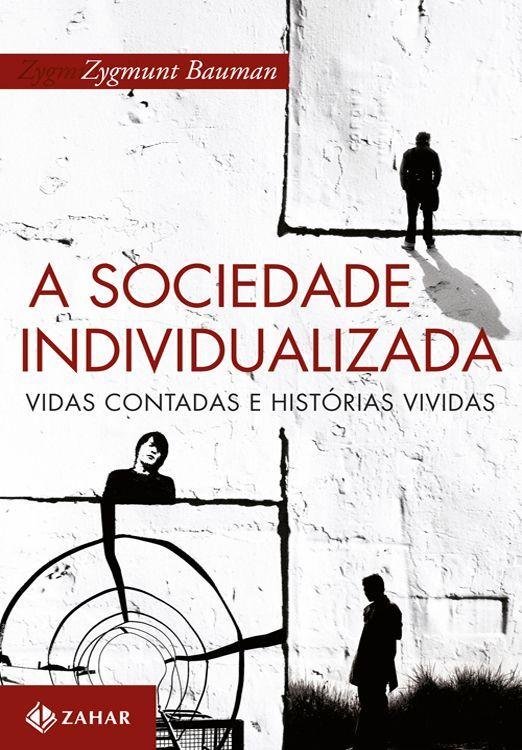 Zygmunt Bauman
A SOCIEDADE
INDIVIDUALIZADA
VIDAS CONTADAS E HISTÓRIAS VIVIDAS
ZAHAR